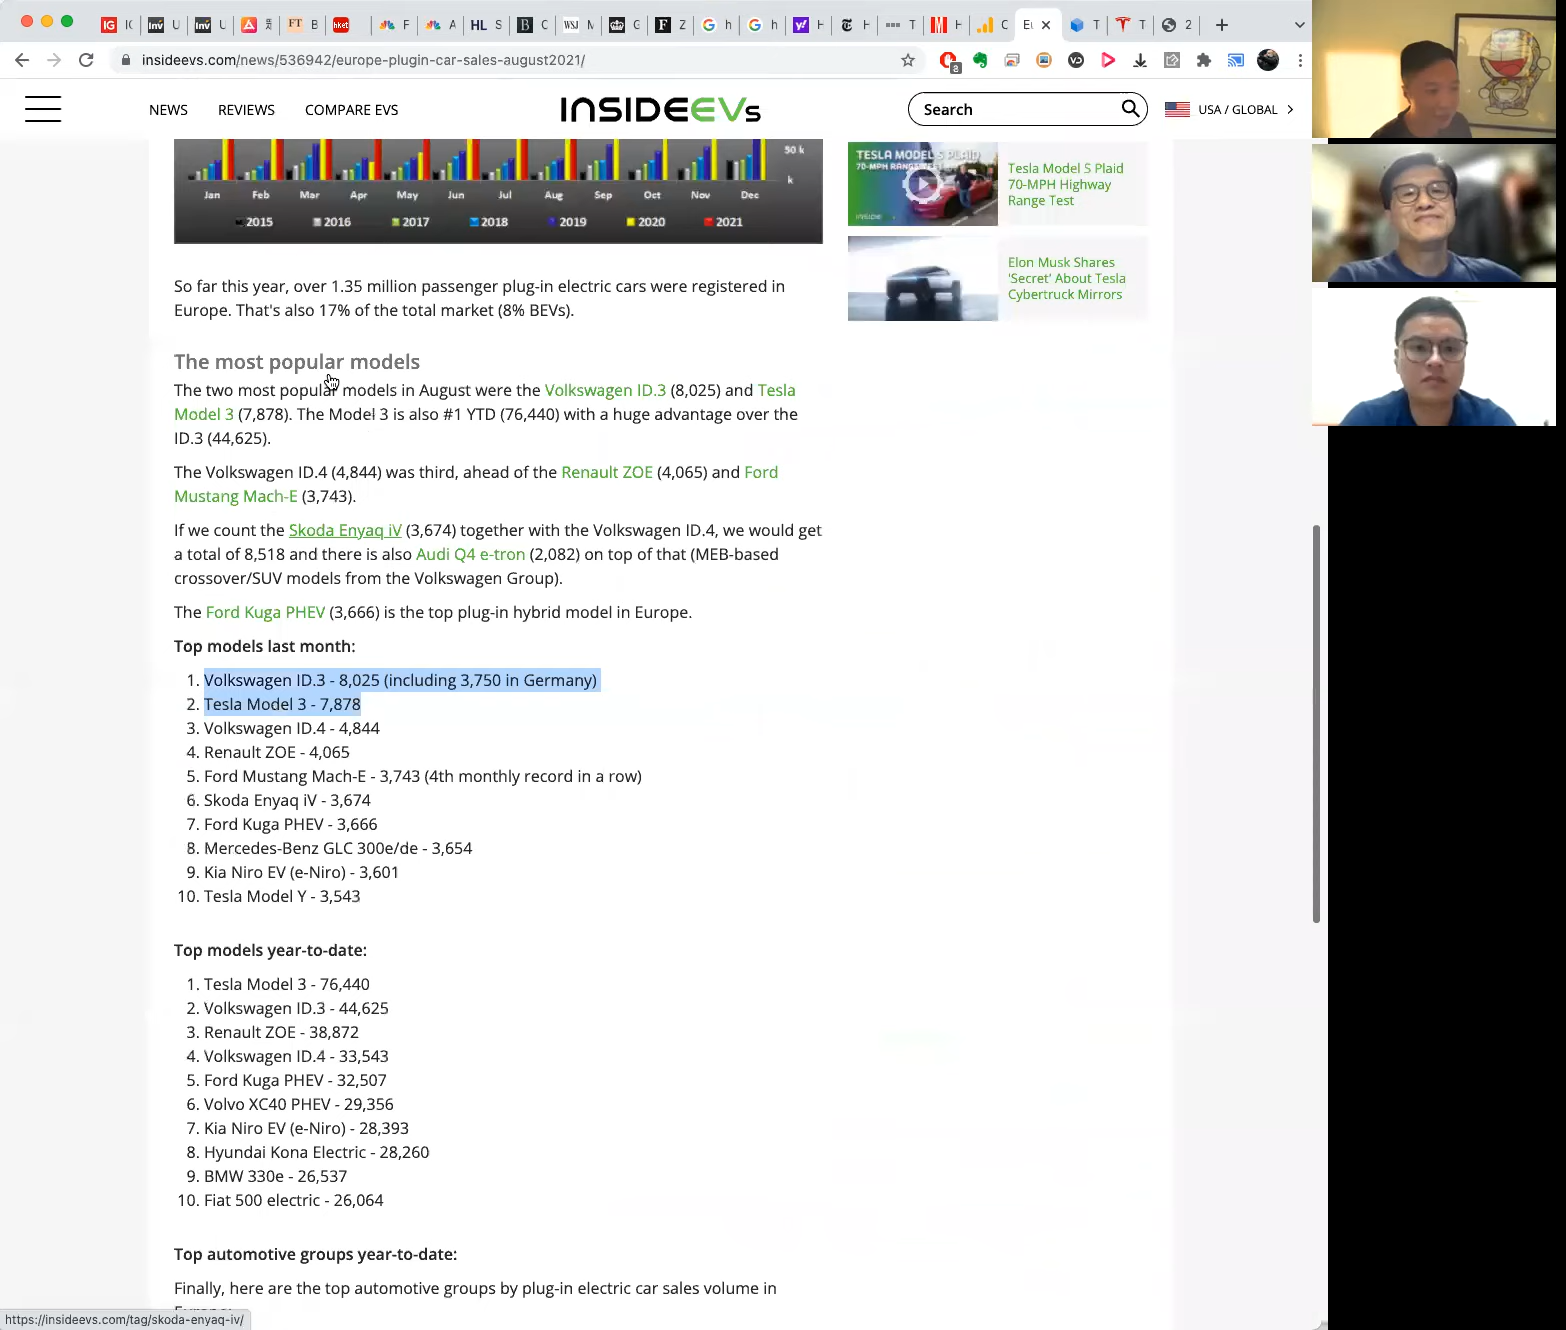 IG
Inv
U
Inv
U
FT
B
hket
F
A
HL
S
B
C
WSJ
M
G
F
Z
G
h
G
h
y!
H
H
T
M
H
C
E
T
T
T
2
insideevs.com/news/536942/europe-plugin-car-sales-august2021/
NEWS
REVIEWS
COMPARE EVS
INSIDEEVs
Search
USA / GLOBAL
50 k
k
Jan Feb Mar Apr May Jun Jul Aug Sep Oct Nov Dec
2015 2016 2017 2018 2019 2020 2021
TESLA MODEL S PLAID
70-MPH RANGE TEST
Tesla Model S Plaid
70-MPH Highway
Range Test
Elon Musk Shares
'Secret' About Tesla
Cybertruck Mirrors
So far this year, over 1.35 million passenger plug-in electric cars were registered in
Europe. That's also 17% of the total market (8% BEVs).
The most popular models
The two most popular models in August were the Volkswagen ID.3 (8,025) and Tesla
Model 3 (7,878). The Model 3 is also #1 YTD (76,440) with a huge advantage over the
ID.3 (44,625).
The Volkswagen ID.4 (4,844) was third, ahead of the Renault ZOE (4,065) and Ford
Mustang Mach-E (3,743).
If we count the Skoda Enyaq iV (3,674) together with the Volkswagen ID.4, we would get
a total of 8,518 and there is also Audi Q4 e-tron (2,082) on top of that (MEB-based
crossover/SUV models from the Volkswagen Group).
The Ford Kuga PHEV (3,666) is the top plug-in hybrid model in Europe.
Top models last month:
1. Volkswagen ID.3 - 8,025 (including 3,750 in Germany)
2. Tesla Model 3 - 7,878
3. Volkswagen ID.4 - 4,844
4. Renault ZOE - 4,065
5. Ford Mustang Mach-E - 3,743 (4th monthly record in a row)
6. Skoda Enyaq iV - 3,674
7. Ford Kuga PHEV - 3,666
8. Mercedes-Benz GLC 300e/de - 3,654
9. Kia Niro EV (e-Niro) - 3,601
10. Tesla Model Y - 3,543
Top models year-to-date:
1. Tesla Model 3 - 76,440
2. Volkswagen ID.3 - 44,625
3. Renault ZOE - 38,872
4. Volkswagen ID.4 - 33,543
5. Ford Kuga PHEV - 32,507
6. Volvo XC40 PHEV - 29,356
7. Kia Niro EV (e-Niro) - 28,393
8. Hyundai Kona Electric - 28,260
9. BMW 330e - 26,537
10. Fiat 500 electric - 26,064
Top automotive groups year-to-date:
Finally, here are the top automotive groups by plug-in electric car sales volume in
https://insideevs.com/tag/skoda-enyaq-iv/